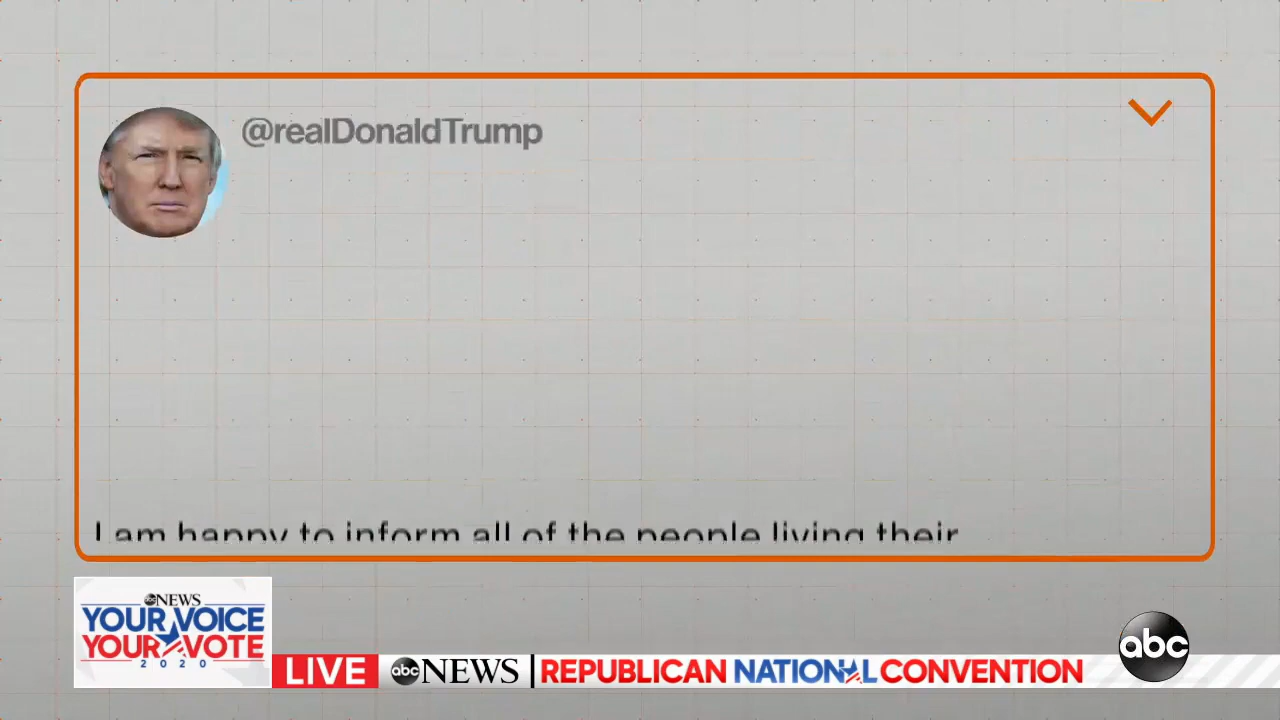 @realDonaldTrump
I am happy to inform all of the people living their
abc NEWS
YOUR VOICE
YOUR VOTE
2020
LIVE abc NEWS | REPUBLICAN NATIONAL CONVENTION
abc